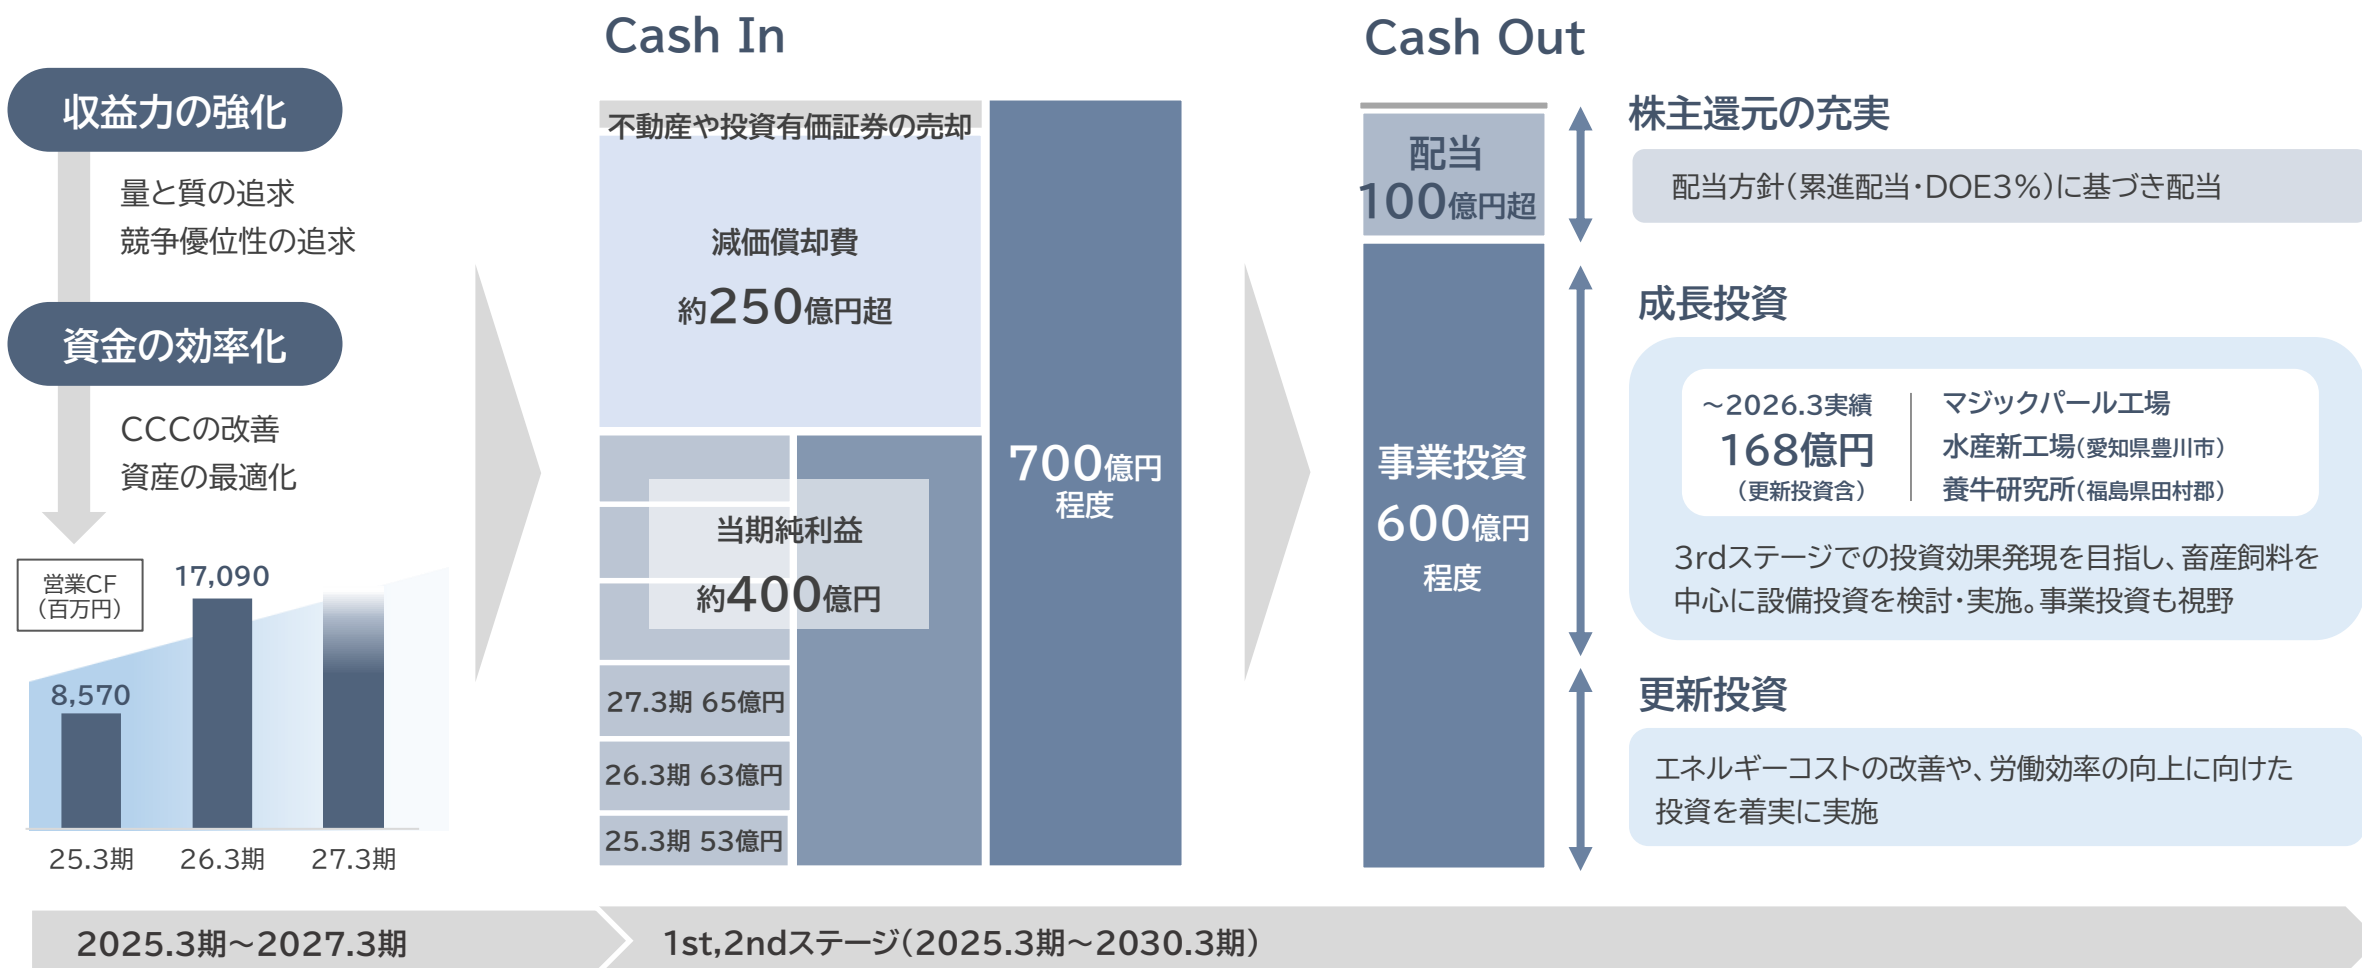 収益力の強化
量と質の追求
競争優位性の追求
資金の効率化
CCCの改善
資産の最適化
営業CF
（百万円）
8,570
17,090
25.3期
26.3期
27.3期
Cash In
不動産や投資有価証券の売却
減価償却費
約250億円超
当期純利益
約400億円
27.3期 65億円
26.3期 63億円
25.3期 53億円
700億円
程度
Cash Out
配当
100億円超
事業投資
600億円
程度
株主還元の充実
配当方針（累進配当・DOE3％）に基づき配当
成長投資
～2026.3実績
168億円
（更新投資含）
マジックパール工場
水産新工場（愛知県豊川市）
養牛研究所（福島県田村郡）
3rdステージでの投資効果発現を目指し、畜産飼料を
中心に設備投資を検討・実施。事業投資も視野
更新投資
エネルギーコストの改善や、労働効率の向上に向けた
投資を着実に実施
2025.3期～2027.3期
1st,2ndステージ（2025.3期～2030.3期）